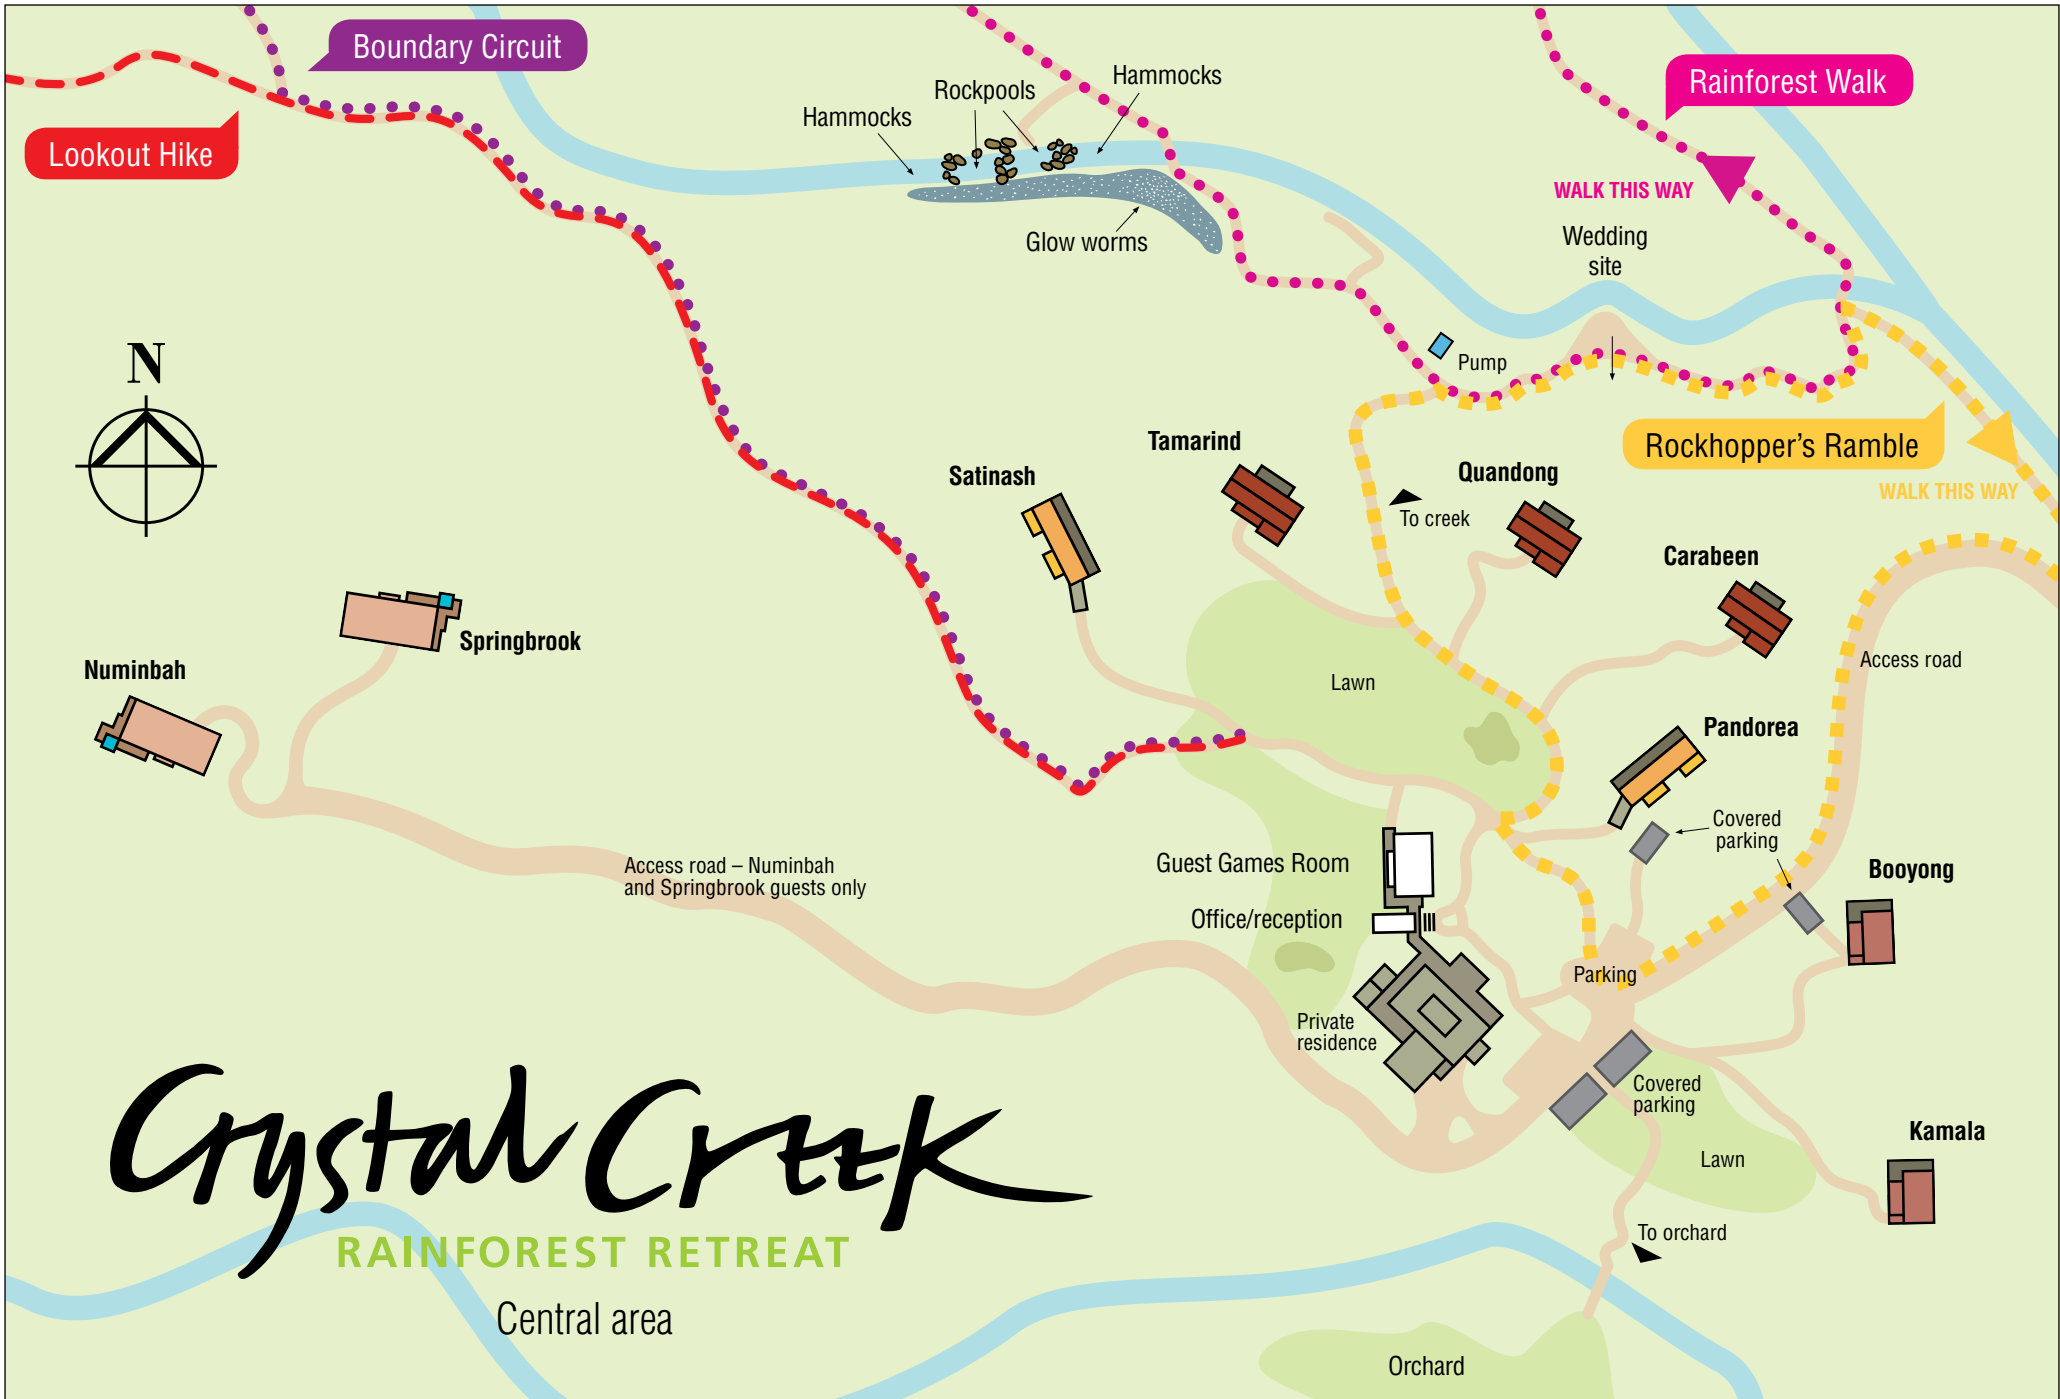 Boundary Circuit
Lookout Hike
Hammocks
Rockpools
Hammocks
Glow worms
Rainforest Walk
WALK THIS WAY
Wedding
site
N
Pump
Rockhopper's Ramble
WALK THIS WAY
Tamarind
Satinash
Quandong
To creek
Carabeen
Springbrook
Numinbah
Lawn
Access road
Pandorea
Covered
parking
Booyong
Access road – Numinbah
and Springbrook guests only
Guest Games Room
Office/reception
Parking
Private
residence
Covered
parking
Kamala
Lawn
To orchard
Orchard
Crystal Creek
RAINFOREST RETREAT
Central area